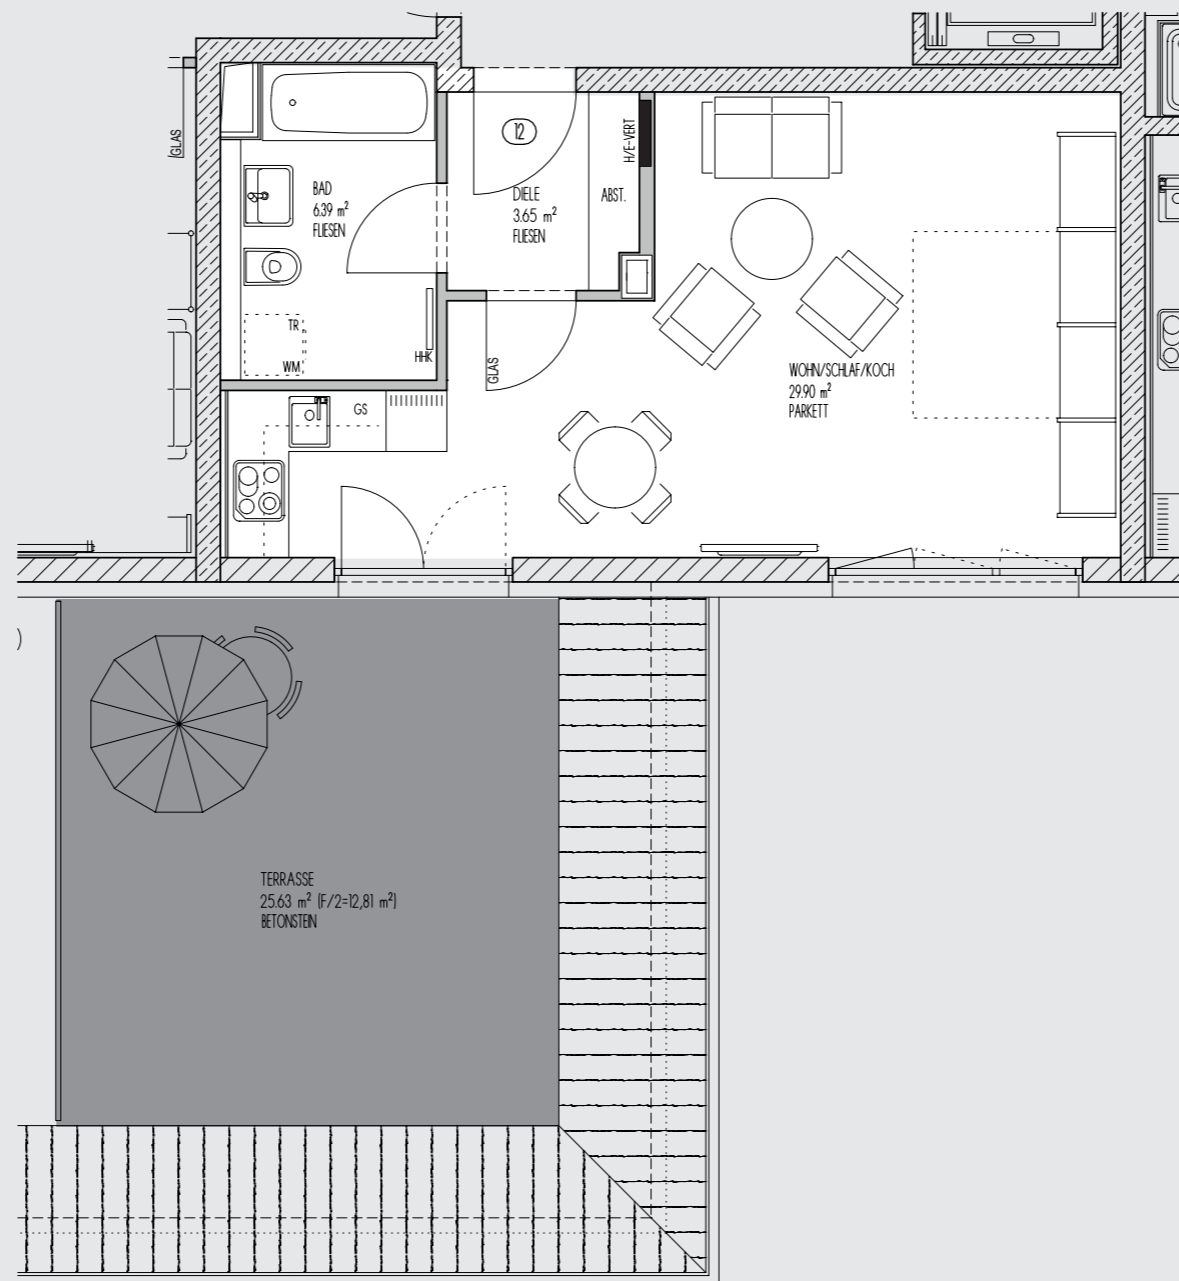 GLAS
12
H/E-VERT
BAD
6.39 m²
FLIESEN
DIELE
3.65 m²
FLIESEN
ABST.
TR
WM
HHK
GLAS
GS
WOHN/SCHLAF/KOCH
29.90 m²
PARKETT
)
TERRASSE
25.63 m² (F/2=12,81 m²)
BETONSTEIN